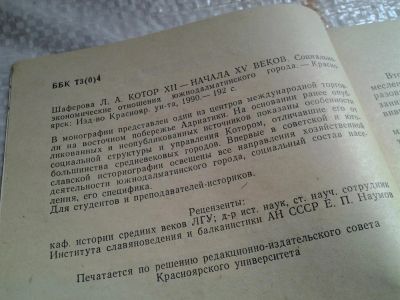 ББК Т3(0)4
Шаферова Л. А. КОТОР XII — НАЧАЛА XV ВЕКОВ. Социально-
экономические отношения южнодалматинского города. — Красно-
ярск: Изд-во Краснояр. ун-та, 1990. — 192 с.
В монографии представлен один из центров международной торгов-
ли на восточном побережье Адриатики. На основании ранее опуб-
ликованных и неопубликованных источников показаны особенности
социальной структуры и управления Котором, отличавшие его от
большинства средневековых городов. Впервые в советской и юго-
славской историографии освещены все направления хозяйственной
деятельности южнодалматинского города, социальный состав насе-
ления, его специфика.
Для студентов и преподавателей-историков.
Рецензенты:
каф. истории средних веков ЛГУ; д-р ист. наук, ст. науч. сотрудник
Института славяноведения и балканистики АН СССР Е. П. Наумов
Печатается по решению редакционно-издательского совета
Красноярского университета